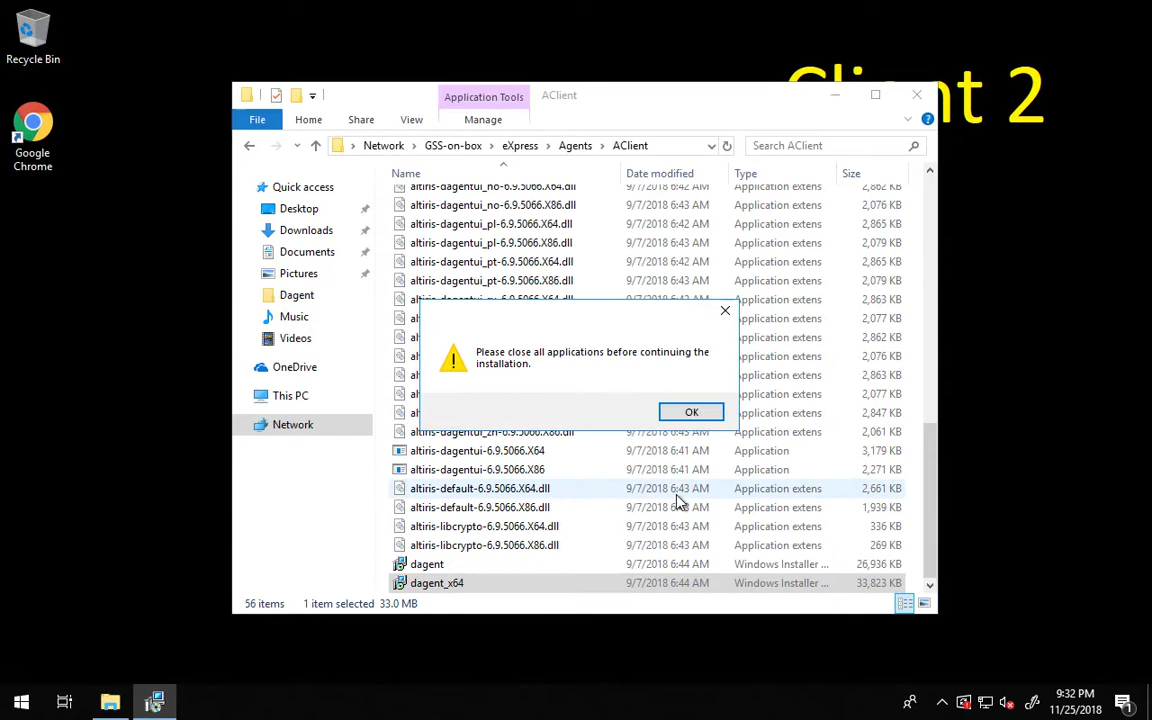 Recycle Bin
Google
Chrome
Client 2
Application Tools
AClient
File
Home
Share
View
Manage
Network
GSS-on-box
eXpress
Agents
AClient
Search AClient
Name
Date modified
Type
Size
Quick access
Desktop
Downloads
Documents
Pictures
Dagent
Music
Videos
OneDrive
This PC
Network
altiris-dagentui_no-6.9.5066.X64.dll 9/7/2018 6:42 AM Application extens 2,862 KB
altiris-dagentui_no-6.9.5066.X86.dll 9/7/2018 6:43 AM Application extens 2,076 KB
altiris-dagentui_pl-6.9.5066.X64.dll 9/7/2018 6:42 AM Application extens 2,865 KB
altiris-dagentui_pl-6.9.5066.X86.dll 9/7/2018 6:43 AM Application extens 2,079 KB
altiris-dagentui_pt-6.9.5066.X64.dll 9/7/2018 6:42 AM Application extens 2,865 KB
altiris-dagentui_pt-6.9.5066.X86.dll 9/7/2018 6:43 AM Application extens 2,079 KB
Application extens 2,863 KB
Application extens 2,077 KB
Application extens 2,862 KB
Application extens 2,076 KB
Application extens 2,863 KB
Application extens 2,077 KB
Application extens 2,847 KB
altiris-dagentui_zh-6.9.5066.X86.dll 9/7/2018 6:43 AM Application extens 2,061 KB
altiris-dagentui-6.9.5066.X64 9/7/2018 6:41 AM Application 3,179 KB
altiris-dagentui-6.9.5066.X86 9/7/2018 6:41 AM Application 2,271 KB
altiris-default-6.9.5066.X64.dll 9/7/2018 6:43 AM Application extens 2,661 KB
altiris-default-6.9.5066.X86.dll 9/7/2018 AM Application extens 1,939 KB
altiris-libcrypto-6.9.5066.X64.dll 9/7/2018 6:43 AM Application extens 336 KB
altiris-libcrypto-6.9.5066.X86.dll 9/7/2018 6:43 AM Application extens 269 KB
dagent 9/7/2018 6:44 AM Windows Installer ... 26,936 KB
dagent_x64 9/7/2018 6:44 AM Windows Installer ... 33,823 KB
Please close all applications before continuing the
installation.
OK
56 items 1 item selected 33.0 MB
9:32 PM
11/25/2018
1